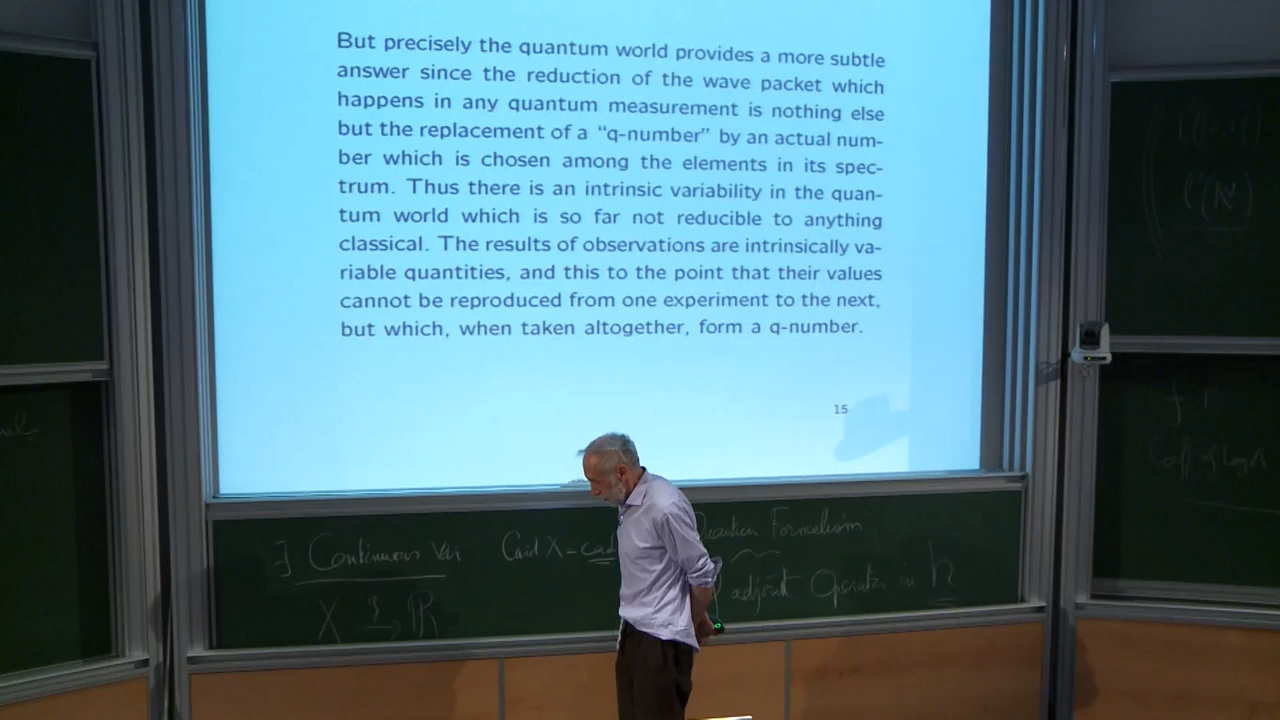 But precisely the quantum world provides a more subtle
answer since the reduction of the wave packet which
happens in any quantum measurement is nothing else
but the replacement of a “q-number” by an actual num-
ber which is chosen among the elements in its spec-
trum. Thus there is an intrinsic variability in the quan-
tum world which is so far not reducible to anything
classical. The results of observations are intrinsically va-
riable quantities, and this to the point that their values
cannot be reproduced from one experiment to the next,
but which, when taken altogether, form a q-number.
15
∃ Continuous Var Card X = Formalism
X → ℝ adjoint Operator in h